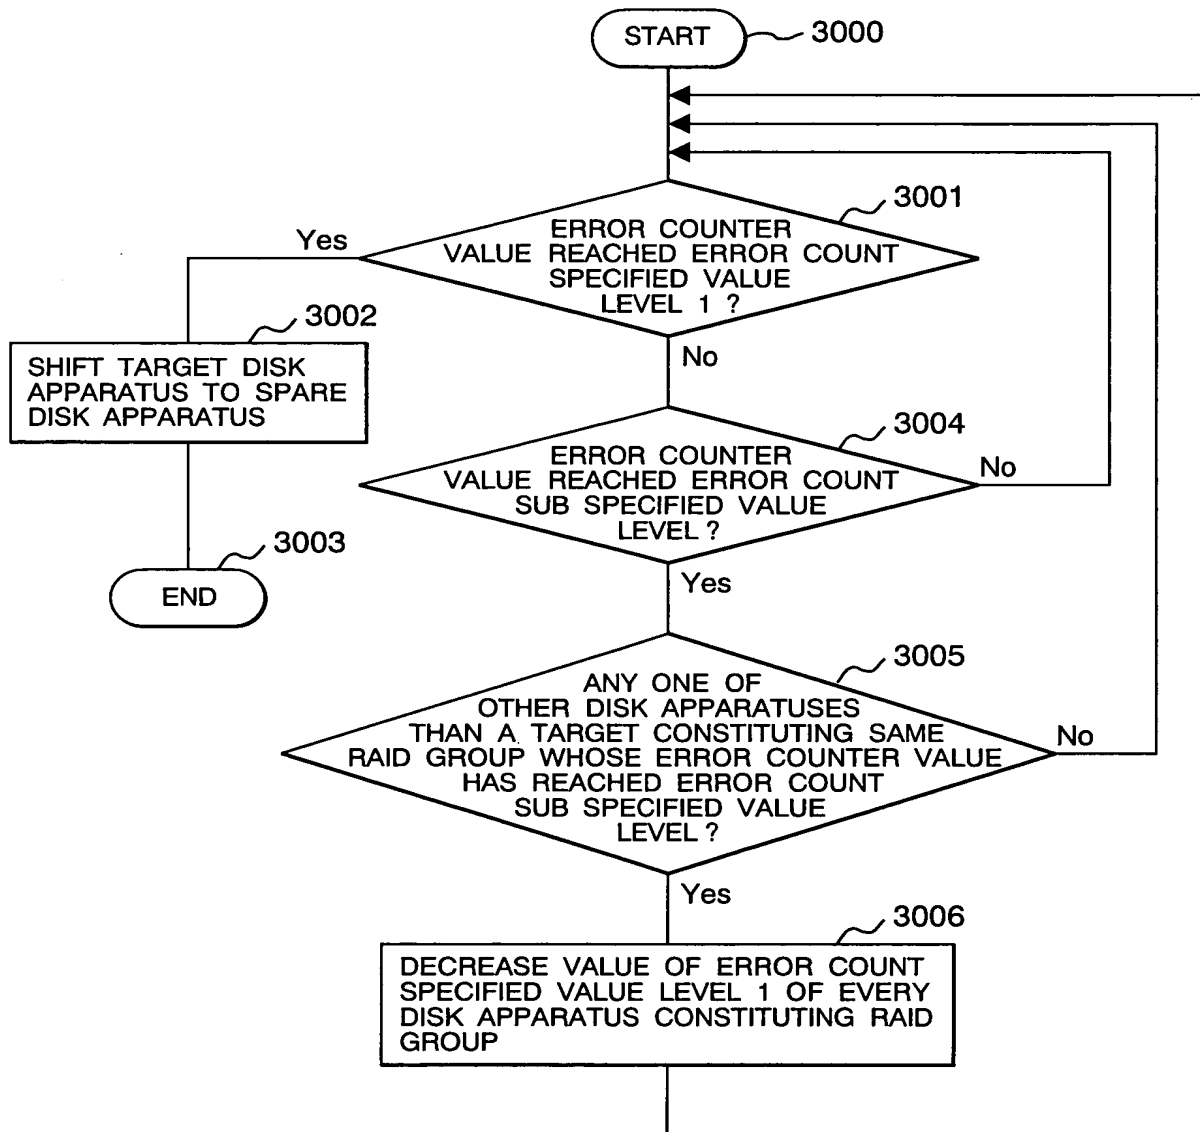 START
3000
3001
ERROR COUNTER
VALUE REACHED ERROR COUNT
SPECIFIED VALUE
LEVEL 1 ?
Yes
No
3002
SHIFT TARGET DISK
APPARATUS TO SPARE
DISK APPARATUS
3004
ERROR COUNTER
VALUE REACHED ERROR COUNT
SUB SPECIFIED VALUE
LEVEL ?
No
Yes
3003
END
3005
ANY ONE OF
OTHER DISK APPARATUSES
THAN A TARGET CONSTITUTING SAME
RAID GROUP WHOSE ERROR COUNTER VALUE
HAS REACHED ERROR COUNT
SUB SPECIFIED VALUE
LEVEL ?
No
Yes
3006
DECREASE VALUE OF ERROR COUNT
SPECIFIED VALUE LEVEL 1 OF EVERY
DISK APPARATUS CONSTITUTING RAID
GROUP